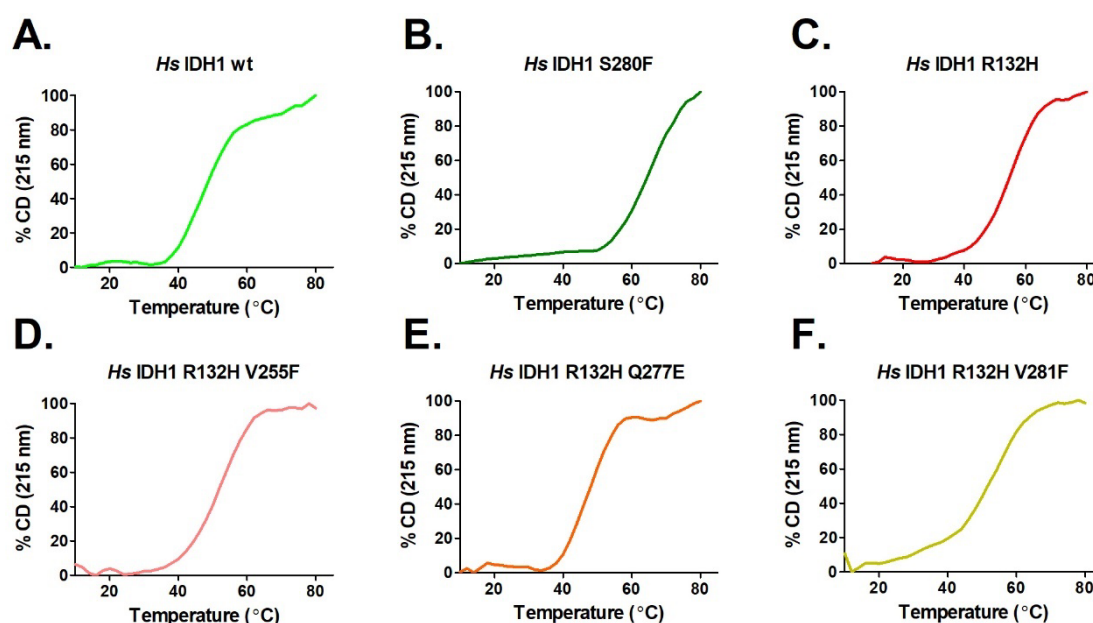 A.
Hs IDH1 wt
% CD (215 nm)
100
80
60
40
20
0
20 40 60 80
Temperature (°C)
B.
Hs IDH1 S280F
% CD (215 nm)
100
80
60
40
20
0
20 40 60 80
Temperature (°C)
C.
Hs IDH1 R132H
% CD (215 nm)
100
80
60
40
20
0
20 40 60 80
Temperature (°C)
D.
Hs IDH1 R132H V255F
% CD (215 nm)
100
80
60
40
20
0
20 40 60 80
Temperature (°C)
E.
Hs IDH1 R132H Q277E
% CD (215 nm)
100
80
60
40
20
0
20 40 60 80
Temperature (°C)
F.
Hs IDH1 R132H V281F
% CD (215 nm)
100
80
60
40
20
0
20 40 60 80
Temperature (°C)